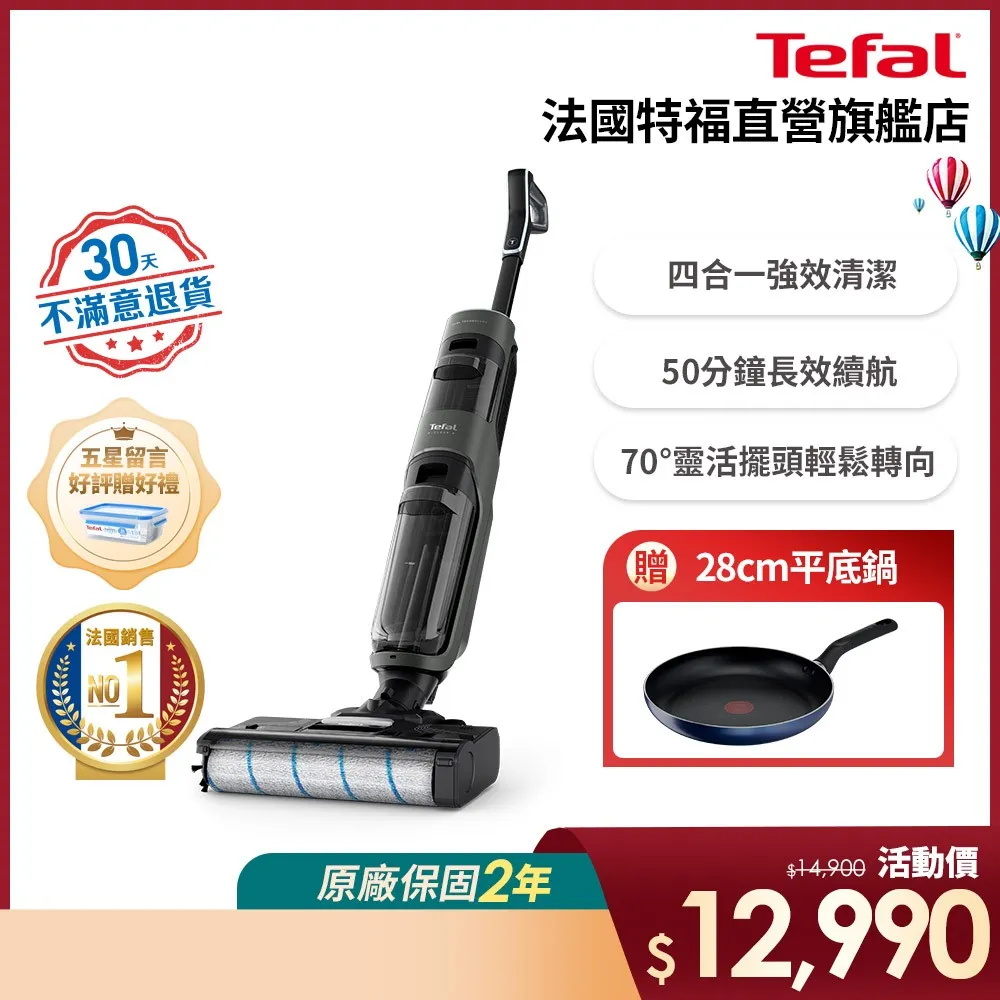 Tefal
法國特福直營旗艦店
30天
不滿意退貨
四合一強效清潔
50分鐘長效續航
70°靈活擺頭輕鬆轉向
五星留言
好評贈好禮
Tefal
Tefal
法國銷售
NO1
贈 28cm平底鍋
原廠保固2年
$14,900 活動價
$12,990